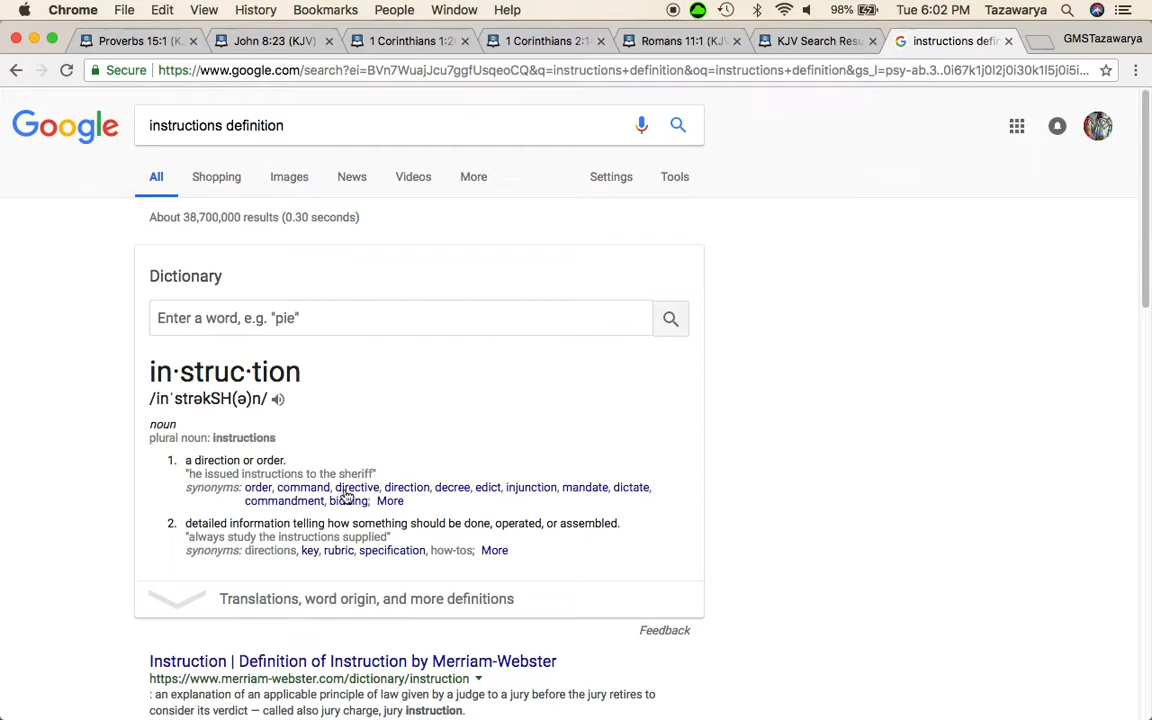 Chrome File Edit View History Bookmarks People Window Help 98% Tue 6:02 PM Tazawarya
Proverbs 15:1 (K. John 8:23 (KJV) 1 Corinthians 1:2 1 Corinthians 2:1 Romans 11:1 (KJV KJV Search Resu instructions defin GMSTazawarya
Secure https://www.google.com/search?ei=BVn7WuajJcu7ggfUsqeoCQ&q=instructions+definition&oq=instructions+definition&gs_l=psy-ab.3..0i67k1j0l2j0i30k1l5j0i5i...
Google instructions definition
All Shopping Images News Videos More Settings Tools
About 38,700,000 results (0.30 seconds)
Dictionary
Enter a word, e.g. "pie"
in·struc·tion
/inˈstrəkSH(ə)n/
noun
plural noun: instructions
1. a direction or order.
"he issued instructions to the sheriff"
synonyms: order, command, directive, direction, decree, edict, injunction, mandate, dictate,
commandment, bidding; More
2. detailed information telling how something should be done, operated, or assembled.
"always study the instructions supplied"
synonyms: directions, key, rubric, specification, how-tos; More
Translations, word origin, and more definitions
Feedback
Instruction | Definition of Instruction by Merriam-Webster
https://www.merriam-webster.com/dictionary/instruction
: an explanation of an applicable principle of law given by a judge to a jury before the jury retires to
consider its verdict — called also jury charge, jury instruction.